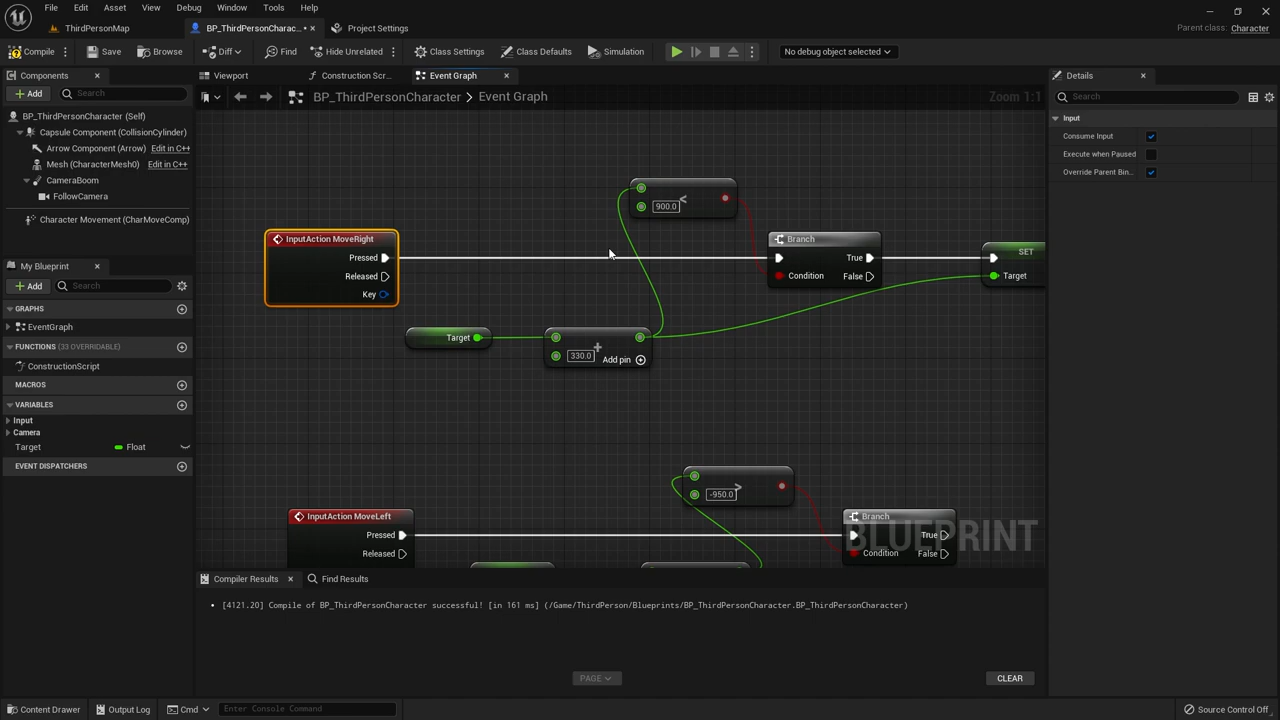 File Edit Asset View Debug Window Tools Help
ThirdPersonMap
BP_ThirdPersonCharac... •
Project Settings
Parent class: Character
Compile
Save
Browse
Diff
Find
Hide Unrelated
Class Settings
Class Defaults
Simulation
No debug object selected
Components
Viewport
Construction Scr...
Event Graph
Details
Add
Search
BP_ThirdPersonCharacter > Event Graph
Zoom 1:1
Search
BP_ThirdPersonCharacter (Self)
Capsule Component (CollisionCylinder)
Arrow Component (Arrow) Edit in C++
Mesh (CharacterMesh0) Edit in C++
CameraBoom
FollowCamera
Character Movement (CharMoveComp)
My Blueprint
Add
Search
GRAPHS
EventGraph
FUNCTIONS (33 OVERRIDABLE)
ConstructionScript
MACROS
VARIABLES
Input
Camera
Target Float
EVENT DISPATCHERS
900.0 <
InputAction MoveRight
Pressed
Released
Key
Branch
True
Condition False
SET
Target
Target
330.0 +
Add pin
-950.0 >
InputAction MoveLeft
Pressed
Released
Branch
True
Condition False
BLUEPRINT
Input
Consume Input
Execute when Paused
Override Parent Bin...
Compiler Results
Find Results
• [4121.20] Compile of BP_ThirdPersonCharacter successful! [in 161 ms] (/Game/ThirdPerson/Blueprints/BP_ThirdPersonCharacter.BP_ThirdPersonCharacter)
PAGE
CLEAR
Content Drawer
Output Log
Cmd
Enter Console Command
Source Control Off